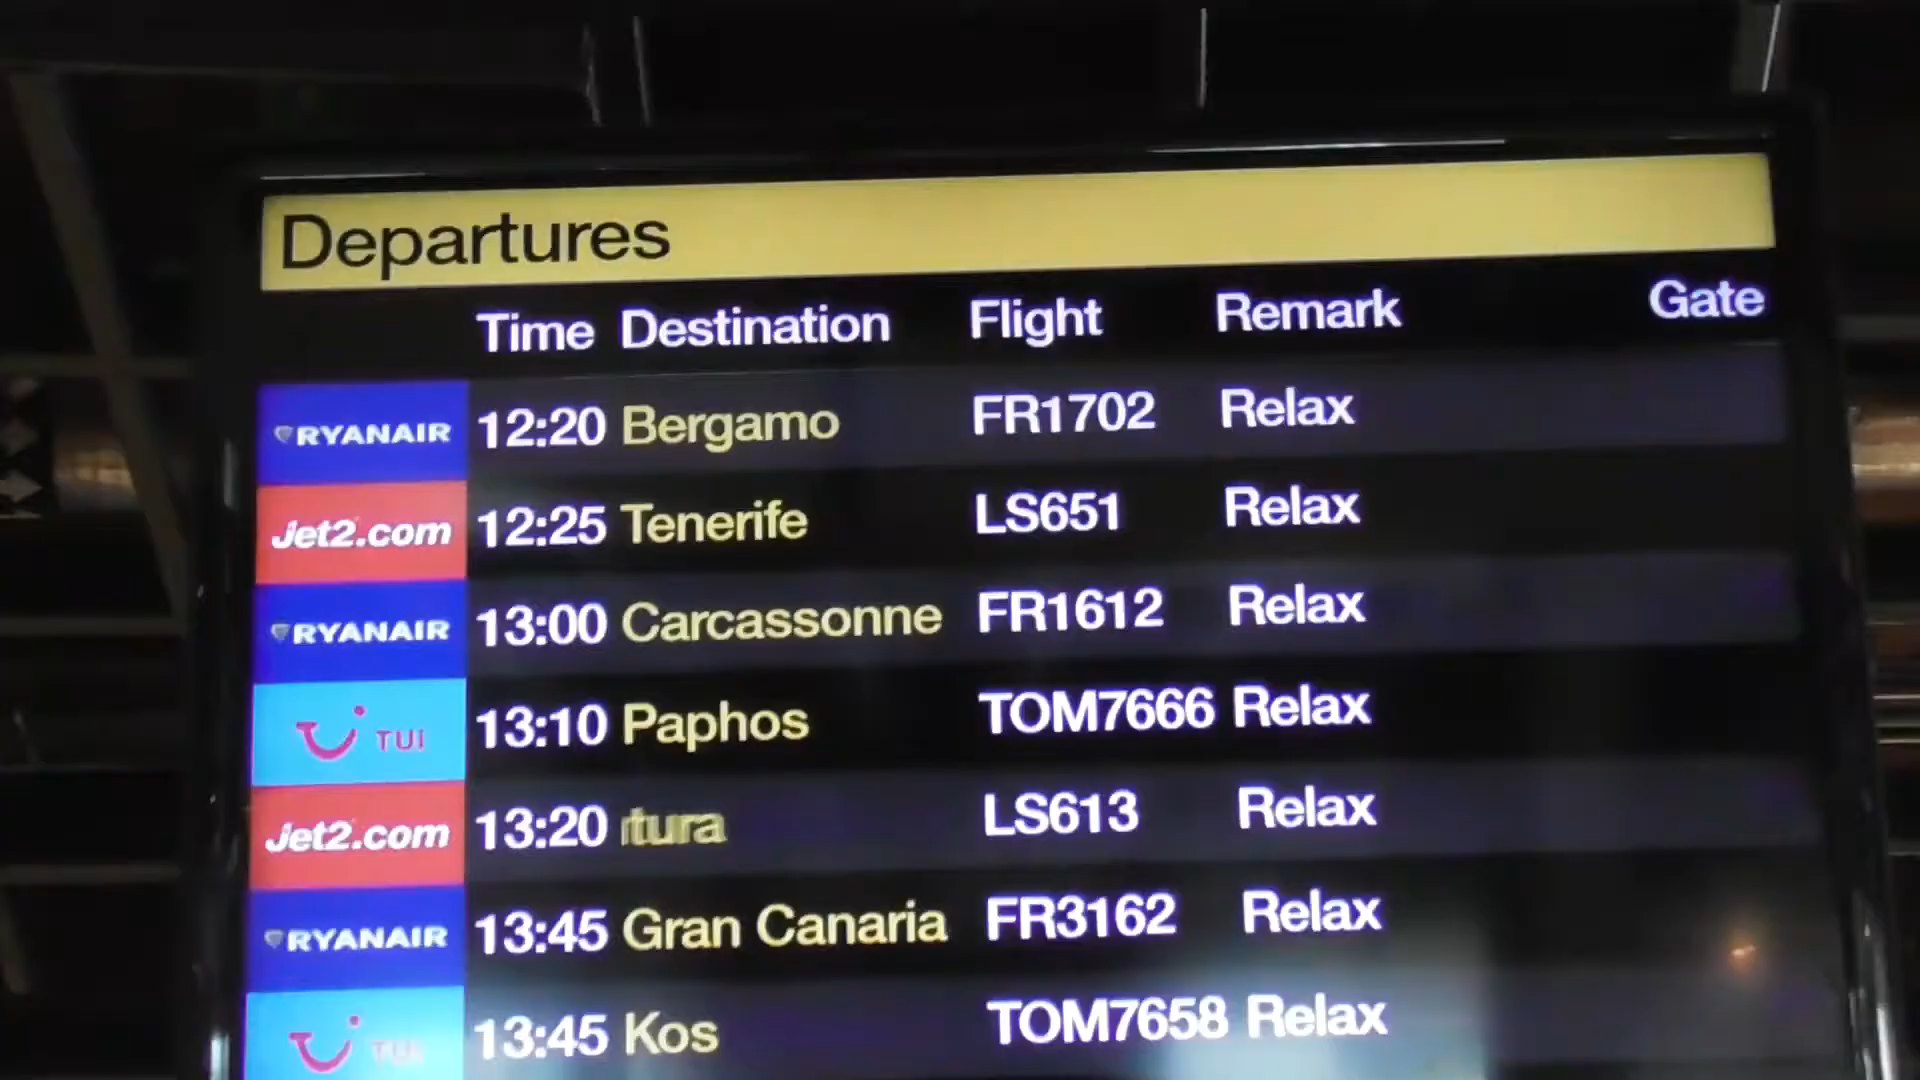 Departures
Time Destination Flight Remark Gate
RYANAIR 12:20 Bergamo FR1702 Relax
Jet2.com 12:25 Tenerife LS651 Relax
RYANAIR 13:00 Carcassonne FR1612 Relax
TUI 13:10 Paphos TOM7666 Relax
Jet2.com 13:20 rtura LS613 Relax
RYANAIR 13:45 Gran Canaria FR3162 Relax
TUI 13:45 Kos TOM7658 Relax